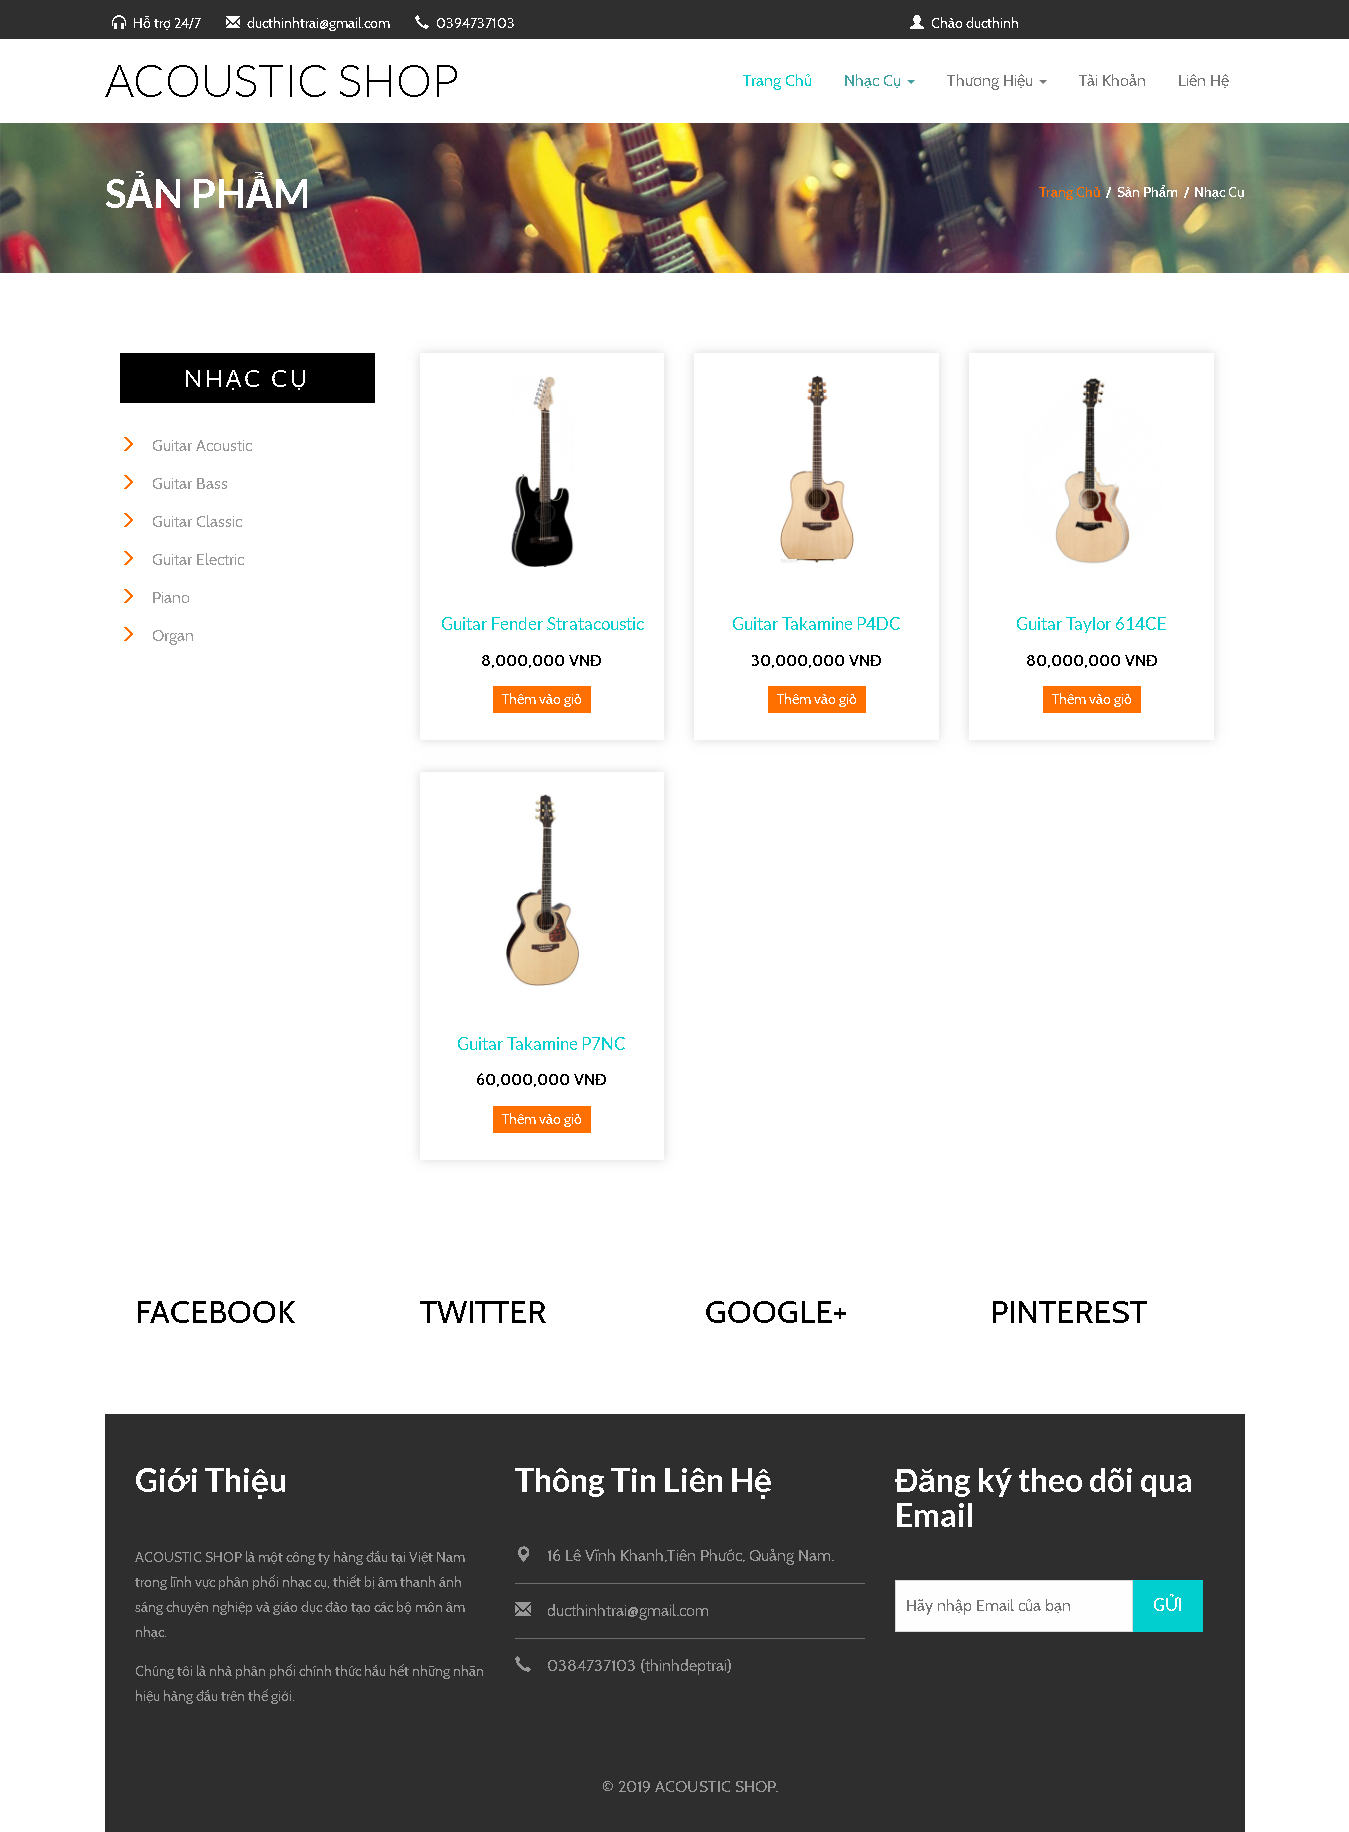 Hỗ trợ 24/7 ducthinhtrai@gmail.com 0394737103 Chào ducthinh
ACOUSTIC SHOP Trang Chủ Nhạc Cụ Thương Hiệu Tài Khoản Liên Hệ
SẢN PHẨM Trang Chủ / Sản Phẩm / Nhạc Cụ
NHẠC CỤ
Guitar Acoustic
Guitar Bass
Guitar Classic
Guitar Electric
Piano
Organ
Guitar Fender Stratacoustic
8,000,000 VNĐ
Thêm vào giỏ
Guitar Takamine P4DC
30,000,000 VNĐ
Thêm vào giỏ
Guitar Taylor 614CE
80,000,000 VNĐ
Thêm vào giỏ
Guitar Takamine P7NC
60,000,000 VNĐ
Thêm vào giỏ
FACEBOOK TWITTER GOOGLE+ PINTEREST
Giới Thiệu
ACOUSTIC SHOP là một công ty hàng đầu tại Việt Nam
trong lĩnh vực phân phối nhạc cụ, thiết bị âm thanh ánh
sáng chuyên nghiệp và giáo dục đào tạo các bộ môn âm
nhạc.
Chúng tôi là nhà phân phối chính thức hầu hết những nhãn
hiệu hàng đầu trên thế giới.
Thông Tin Liên Hệ
16 Lê Vĩnh Khanh,Tiên Phước, Quảng Nam.
ducthinhtrai@gmail.com
0384737103 (thinhdeptrai)
Đăng ký theo dõi qua
Email
Hãy nhập Email của bạn GỬI
© 2019 ACOUSTIC SHOP.